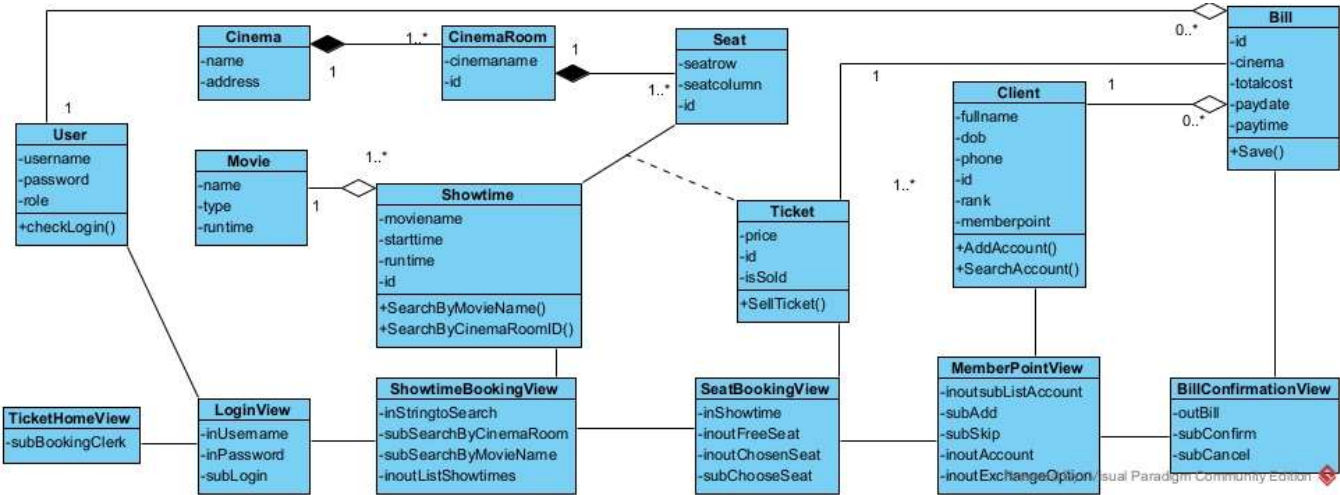 Cinema
-name
-address
1..*
1
CinemaRoom
-cinemaname
-id
1
1..*
Seat
-seatrow
-seatcolumn
-id
0..*
Bill
-id
-cinema
-totalcost
-paydate
-paytime
+Save()
1
1
User
-username
-password
-role
+checkLogin()
Movie
-name
-type
-runtime
1..*
1
Showtime
-moviename
-starttime
-runtime
-id
+SearchByMovieName()
+SearchByCinemaRoomID()
Ticket
-price
-id
-isSold
+SellTicket()
1..*
Client
-fullname
-dob
-phone
-id
-rank
-memberpoint
+AddAccount()
+SearchAccount()
1
0..*
TicketHomeView
-subBookingClerk
LoginView
-inUsername
-inPassword
-subLogin
ShowtimeBookingView
-inStringtoSearch
-subSearchByCinemaRoom
-subSearchByMovieName
-inoutListShowtimes
SeatBookingView
-inShowtime
-inoutFreeSeat
-inoutChosenSeat
-subChooseSeat
MemberPointView
-inoutsubListAccount
-subAdd
-subSkip
-inoutAccount
-inoutExchangeOption
BillConfirmationView
-outBill
-subConfirm
-subCancel
Visual Paradigm Community Edition